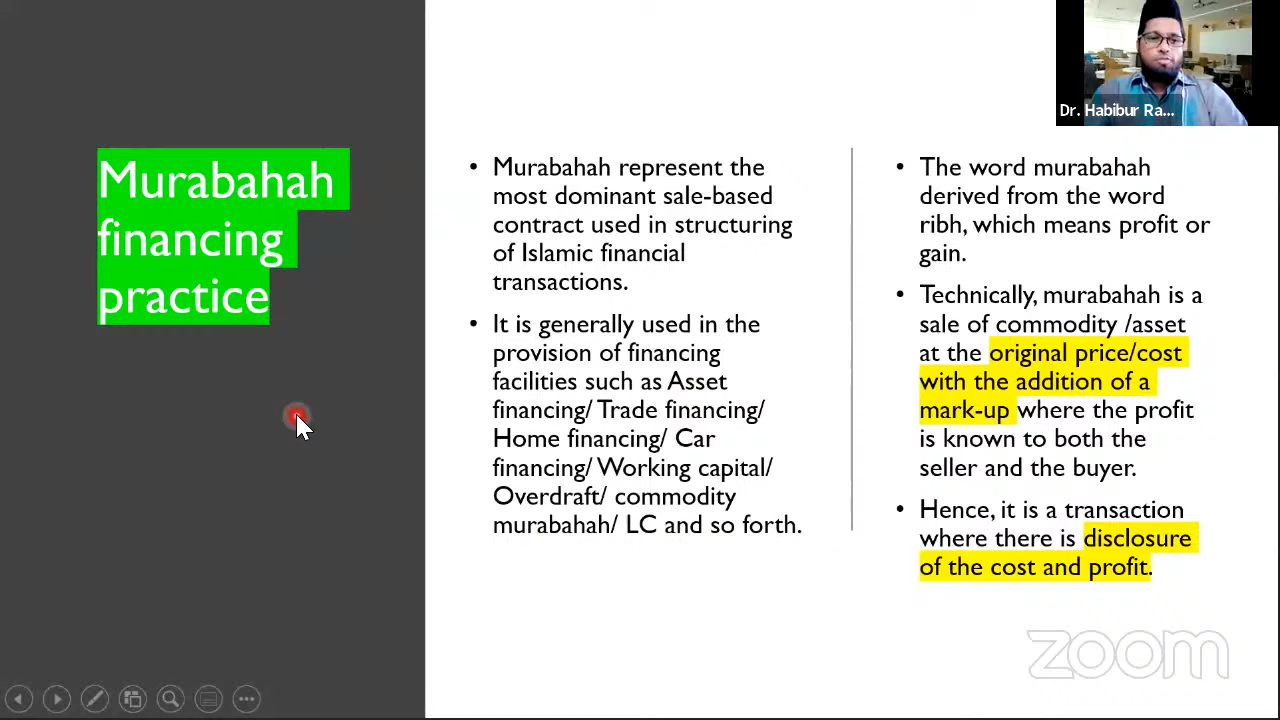 Dr. Habibur Ra...
Murabahah
financing
practice
• Murabahah represent the
most dominant sale-based
contract used in structuring
of Islamic financial
transactions.
• It is generally used in the
provision of financing
facilities such as Asset
financing/ Trade financing/
Home financing/ Car
financing/ Working capital/
Overdraft/ commodity
murabahah/ LC and so forth.
• The word murabahah
derived from the word
ribh, which means profit or
gain.
• Technically, murabahah is a
sale of commodity /asset
at the original price/cost
with the addition of a
mark-up where the profit
is known to both the
seller and the buyer.
• Hence, it is a transaction
where there is disclosure
of the cost and profit.
zoom